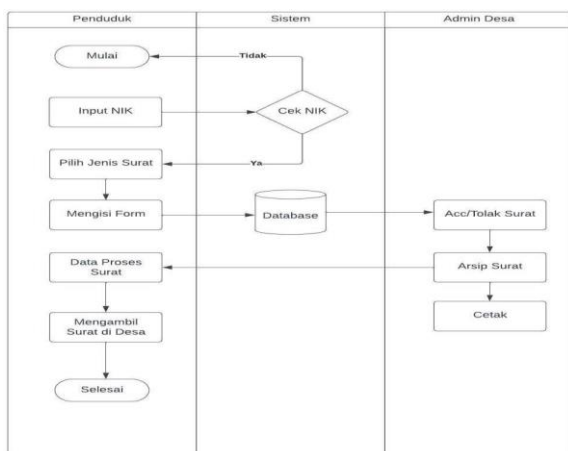 Penduduk
Sistem
Admin Desa
Mulai
Tidak
Input NIK
Cek NIK
Pilih Jenis Surat
Ya
Mengisi Form
Database
Acc/Tolak Surat
Data Proses
Surat
Arsip Surat
Mengambil
Surat di Desa
Cetak
Selesai